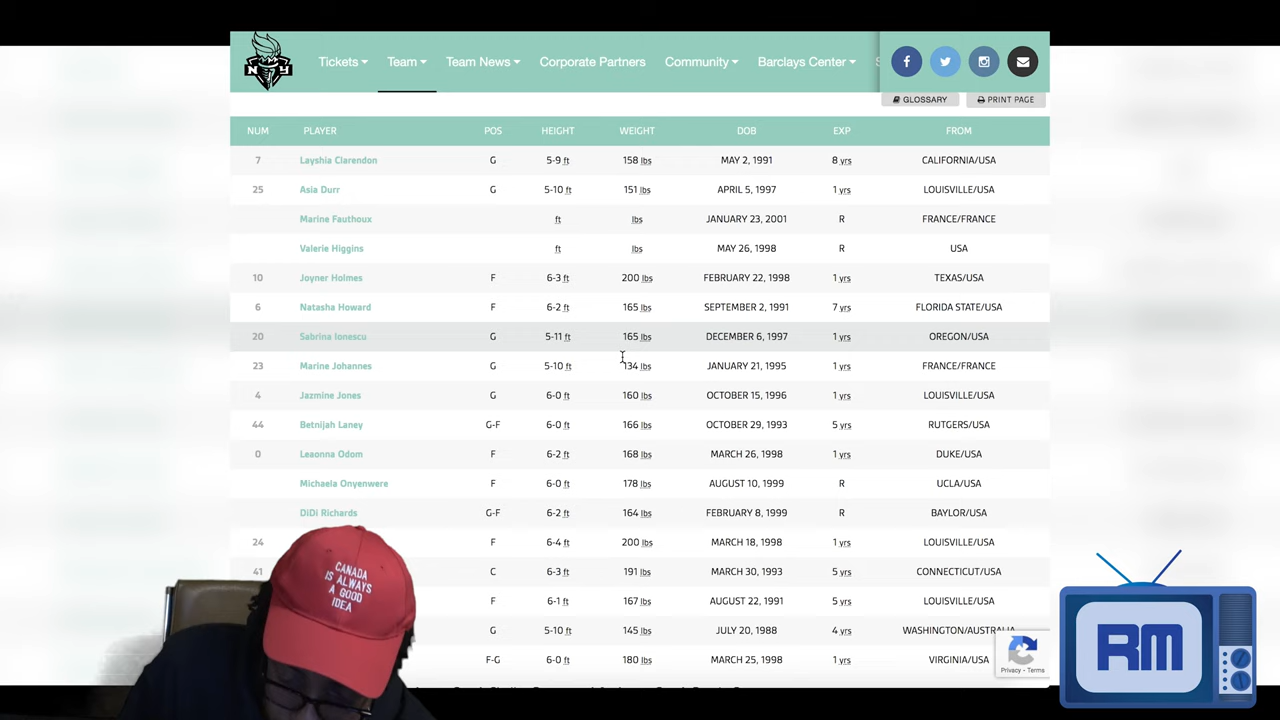 NY
Tickets Team Team News Corporate Partners Community Barclays Center
GLOSSARY PRINT PAGE
NUM PLAYER POS HEIGHT WEIGHT DOB EXP FROM
7 Layshia Clarendon G 5-9 ft 158 lbs MAY 2, 1991 8 yrs CALIFORNIA/USA
25 Asia Durr G 5-10 ft 151 lbs APRIL 5, 1997 1 yrs LOUISVILLE/USA
Marine Fauthoux ft lbs JANUARY 23, 2001 R FRANCE/FRANCE
Valerie Higgins ft lbs MAY 26, 1998 R USA
10 Joyner Holmes F 6-3 ft 200 lbs FEBRUARY 22, 1998 1 yrs TEXAS/USA
6 Natasha Howard F 6-2 ft 165 lbs SEPTEMBER 2, 1991 7 yrs FLORIDA STATE/USA
20 Sabrina Ionescu G 5-11 ft 165 lbs DECEMBER 6, 1997 1 yrs OREGON/USA
23 Marine Johannes G 5-10 ft 134 lbs JANUARY 21, 1995 1 yrs FRANCE/FRANCE
4 Jazmine Jones G 6-0 ft 160 lbs OCTOBER 15, 1996 1 yrs LOUISVILLE/USA
44 Betnijah Laney G-F 6-0 ft 166 lbs OCTOBER 29, 1993 5 yrs RUTGERS/USA
0 Leaonna Odom F 6-2 ft 168 lbs MARCH 26, 1998 1 yrs DUKE/USA
Michaela Onyenwere F 6-0 ft 178 lbs AUGUST 10, 1999 R UCLA/USA
DiDi Richards G-F 6-2 ft 164 lbs FEBRUARY 8, 1999 R BAYLOR/USA
24 F 6-4 ft 200 lbs MARCH 18, 1998 1 yrs LOUISVILLE/USA
41 C 6-3 ft 191 lbs MARCH 30, 1993 5 yrs CONNECTICUT/USA
F 6-1 ft 167 lbs AUGUST 22, 1991 5 yrs LOUISVILLE/USA
G 5-10 ft 145 lbs JULY 20, 1988 4 yrs WASHINGTON/AUSTRALIA
F-G 6-0 ft 180 lbs MARCH 25, 1998 1 yrs VIRGINIA/USA
Privacy - Terms
CANADA
IS ALWAYS
A GOOD
IDEA
RM